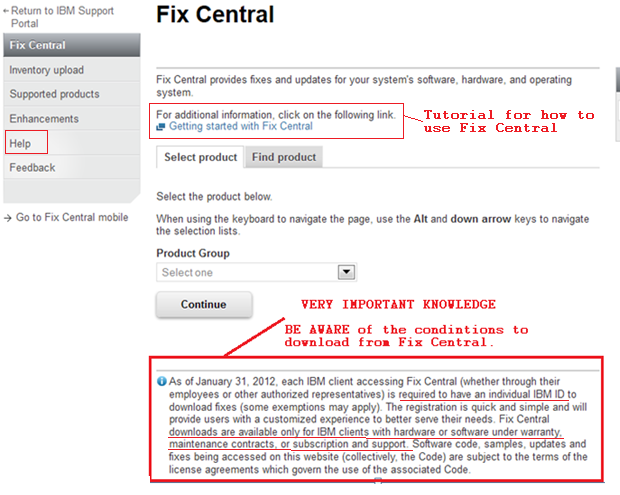 Return to IBM Support
Portal
Fix Central
Inventory upload
Supported products
Enhancements
Help
Feedback
Go to Fix Central mobile
Fix Central
Fix Central provides fixes and updates for your system's software, hardware, and operating
system.
For additional information, click on the following link.
Getting started with Fix Central
Tutorial for how to
use Fix Central
Select product
Find product
Select the product below.
When using the keyboard to navigate the page, use the Alt and down arrow keys to navigate
the selection lists.
Product Group
Select one
Continue
VERY IMPORTANT KNOWLEDGE
BE AWARE of the condintions to
download from Fix Central.
As of January 31, 2012, each IBM client accessing Fix Central (whether through their
employees or other authorized representatives) is required to have an individual IBM ID to
download fixes (some exemptions may apply). The registration is quick and simple and will
provide users with a customized experience to better serve their needs. Fix Central
downloads are available only for IBM clients with hardware or software under warranty,
maintenance contracts, or subscription and support. Software code, samples, updates and
fixes being accessed on this website (collectively, the Code) are subject to the terms of the
license agreements which govern the use of the associated Code.